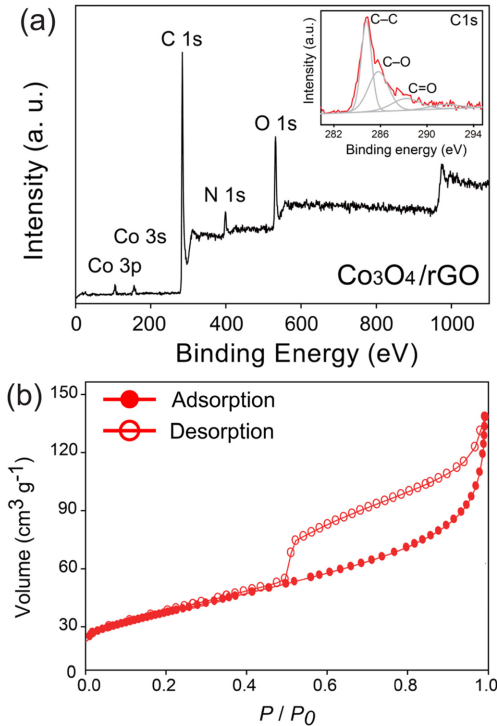 (a)
C 1s
C1s
C–C
C–O
C=O
Intensity (a.u.)
282 286 290 294
Binding energy (eV)
O 1s
N 1s
Co 3s
Co 3p
Co3O4/rGO
Intensity (a. u.)
0 200 400 600 800 1000
Binding Energy (eV)
(b)
150
Adsorption
Desorption
120
90
60
30
0
Volume (cm3 g-1)
0.0 0.2 0.4 0.6 0.8 1.0
P / P0